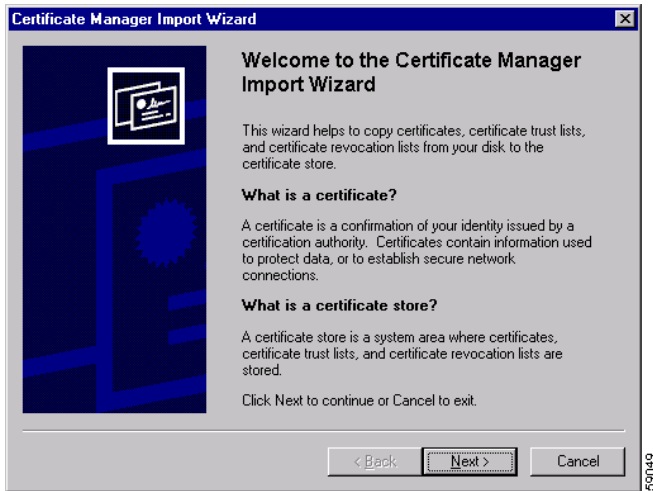 Certificate Manager Import Wizard
Welcome to the Certificate Manager
Import Wizard
This wizard helps to copy certificates, certificate trust lists,
and certificate revocation lists from your disk to the
certificate store.
What is a certificate?
A certificate is a confirmation of your identity issued by a
certification authority. Certificates contain information used
to protect data, or to establish secure network
connections.
What is a certificate store?
A certificate store is a system area where certificates,
certificate trust lists, and certificate revocation lists are
stored.
Click Next to continue or Cancel to exit.
< Back Next > Cancel
59049